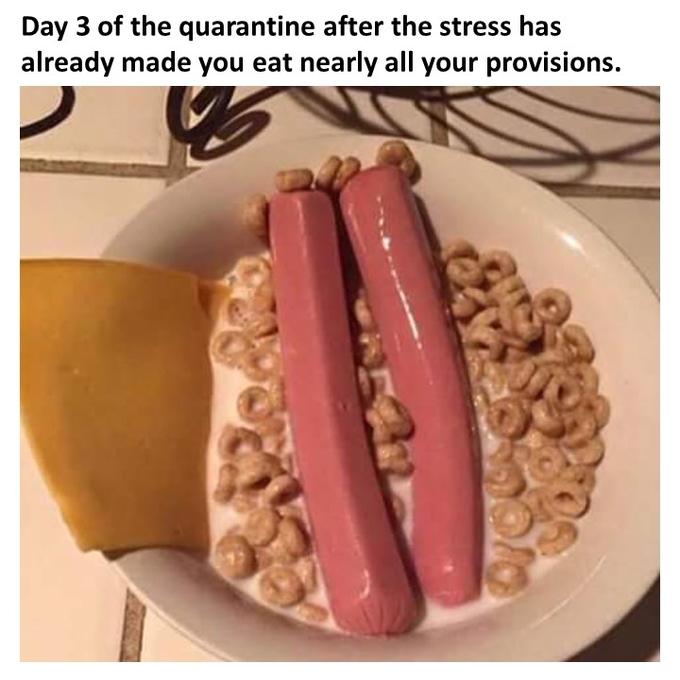 Day 3 of the quarantine after the stress has
already made you eat nearly all your provisions.